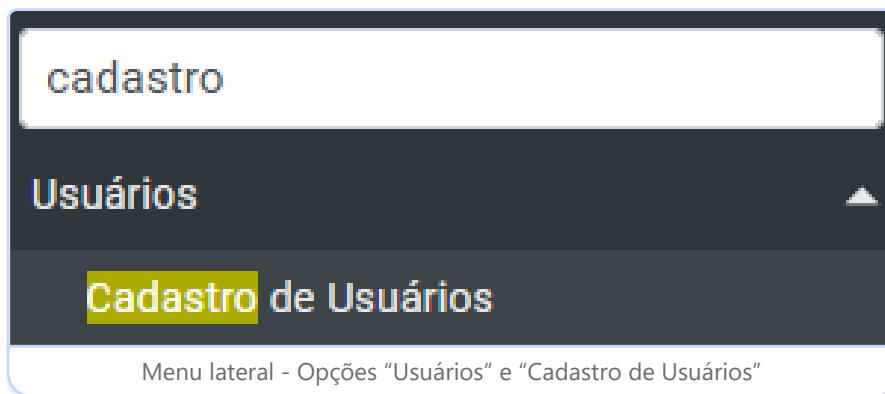 cadastro
Usuários
Cadastro de Usuários
Menu lateral - Opções “Usuários” e “Cadastro de Usuários”